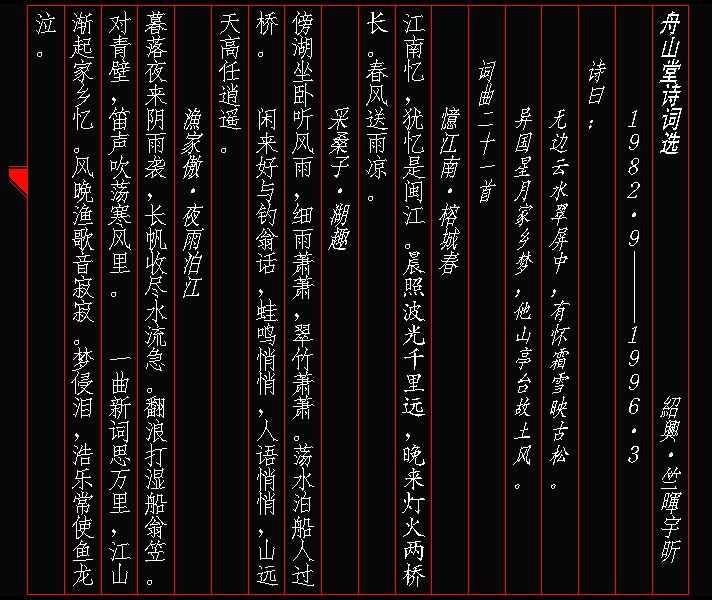 舟山堂诗词选　　　　紹興·竺暉宇昕
1982·9——1996·3
诗曰：
无边云水翠屏中，有怀霜雪映古松。
异国星月家乡梦，他山亭台故土风。
词曲二十一首
憶江南·榕城春
江南忆，犹忆是闽江。晨照波光千里远，晚来灯火两桥
长。春风送雨凉。
采桑子·湖趣
傍湖坐卧听风雨，细雨萧萧，翠竹萧萧。荡水泊船人过
桥。　闲来好与钓翁话，蛙鸣悄悄，人语悄悄，山远
天高任逍遥。
渔家傲·夜雨泊江
暮落夜来阴雨袭，长帆收尽水流急。翻浪打湿船翁笠。
对青壁，笛声吹荡寒风里。　一曲新词思万里，江山
渐起家乡忆。风晚渔歌音寂寂。梦侵泪，浩乐常使鱼龙
泣。